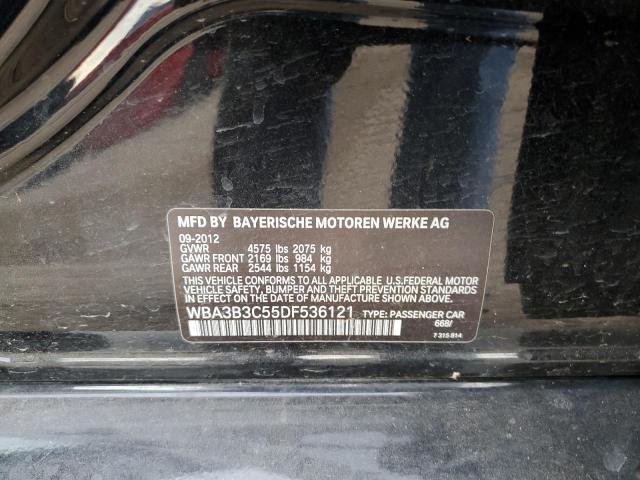 MFD BY BAYERISCHE MOTOREN WERKE AG
09-2012
GVWR 4575 lbs 2075 kg
GAWR FRONT 2169 lbs 984 kg
GAWR REAR 2544 lbs 1154 kg
THIS VEHICLE CONFORMS TO ALL APPLICABLE U.S.FEDERAL MOTOR
VEHICLE SAFETY, BUMPER AND THEFT PREVENTION STANDARDS IN
EFFECT ON THE DATE OF MANUFACTURE SHOWN ABOVE.
WBA3B3C55DF536121 TYPE: PASSENGER CAR
668/
7 315 814